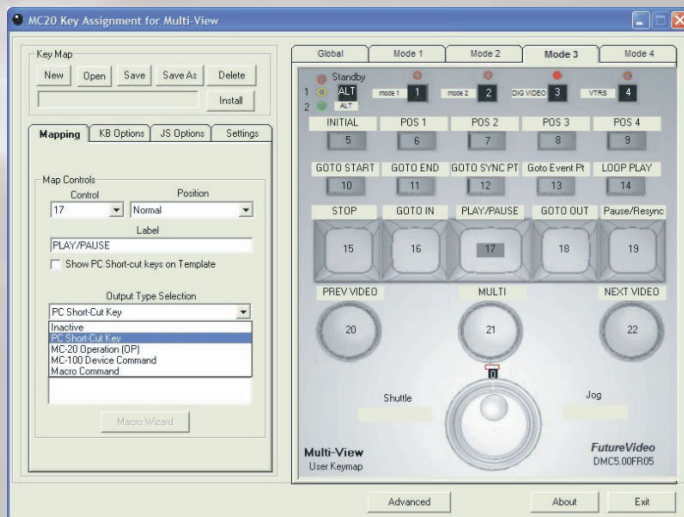 MC20 Key Assignment for Multi-View
Key Map
New Open Save Save As Delete
Install
Mapping KB Options JS Options Settings
Map Controls
Control Position
17 Normal
Label
PLAY/PAUSE
Show PC Short-cut keys on Template
Output Type Selection
PC Short-Cut Key
Inactive
PC Short-Cut Key
MC-20 Operation (OP)
MC-100 Device Command
Macro Command
Macro Wizard
Global Mode 1 Mode 2 Mode 3 Mode 4
Standby
1 ALT mode 1 1 mode 2 2 DIG VIDEO 3 VTRS 4
2 ALT
INITIAL POS 1 POS 2 POS 3 POS 4
5 6 7 8 9
GOTO START GOTO END GOTO SYNC PT Goto Event Pt LOOP PLAY
10 11 12 13 14
STOP GOTO IN PLAY/PAUSE GOTO OUT Pause/Resync
15 16 17 18 19
PREV VIDEO MULTI NEXT VIDEO
20 21 22
0
Shuttle Jog
Multi-View
User Keymap
FutureVideo
DMC5.00FR05
Advanced About Exit